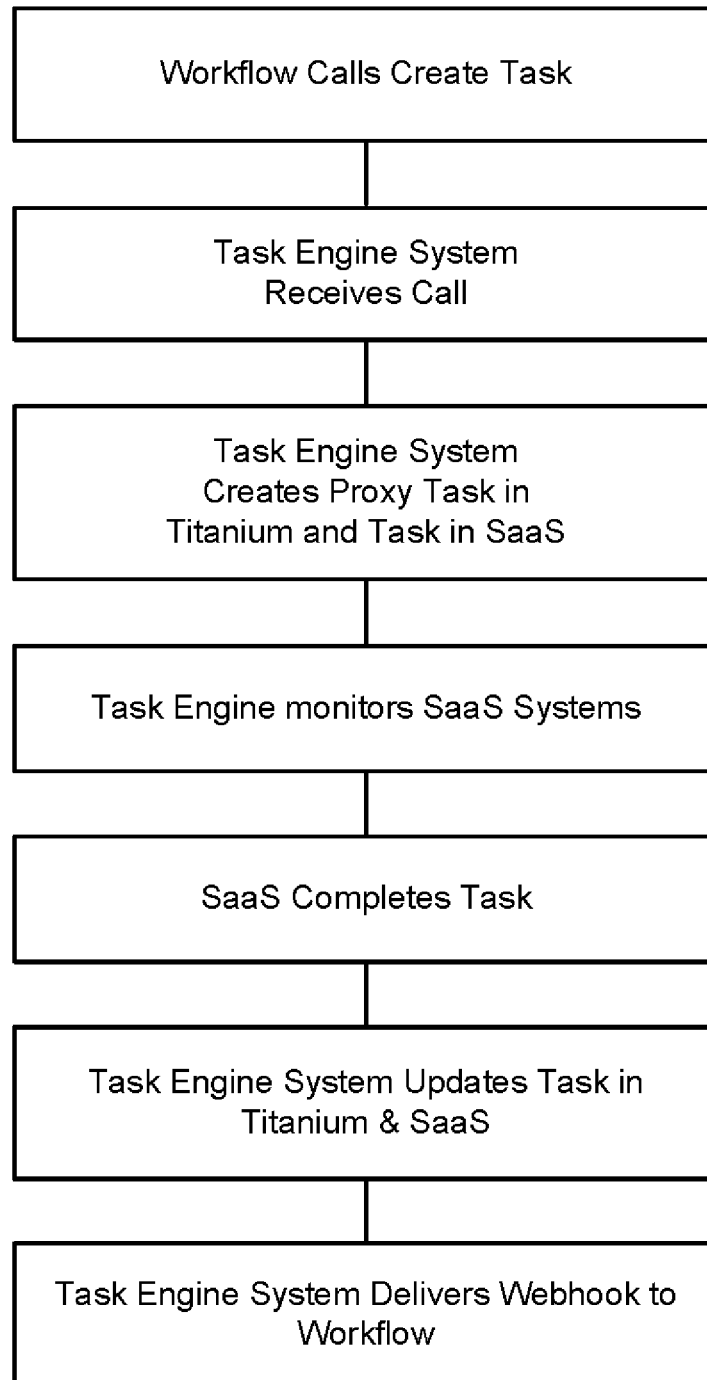 Workflow Calls Create Task
Task Engine System
Receives Call
Task Engine System
Creates Proxy Task in
Titanium and Task in SaaS
Task Engine monitors SaaS Systems
SaaS Completes Task
Task Engine System Updates Task in
Titanium & SaaS
Task Engine System Delivers Webhook to
Workflow